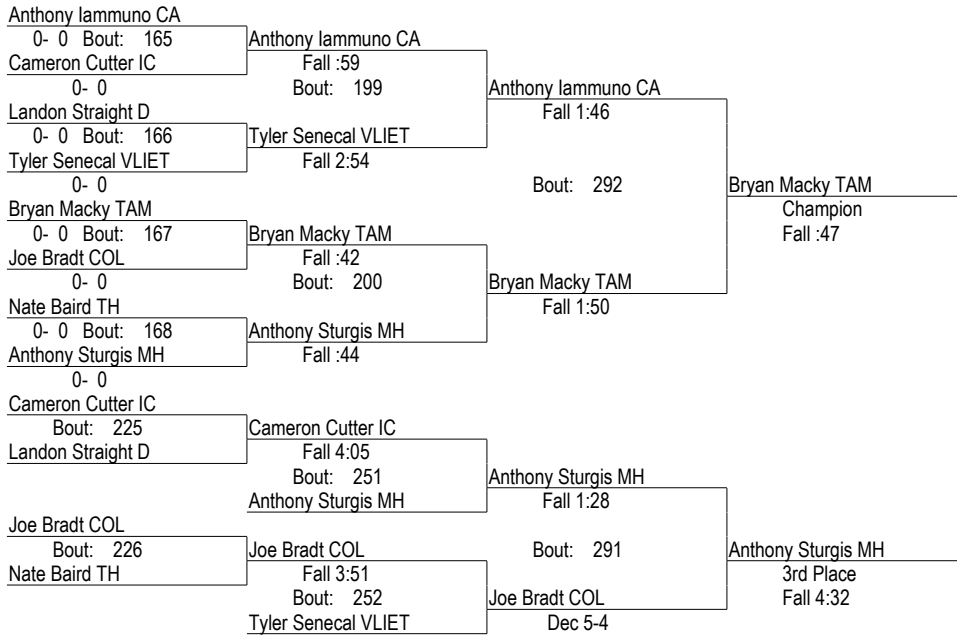 Anthony Iammuno CA
0- 0 Bout: 165 Anthony Iammuno CA
Cameron Cutter IC Fall :59
0- 0 Bout: 199 Anthony Iammuno CA
Landon Straight D Fall 1:46
0- 0 Bout: 166 Tyler Senecal VLIET
Tyler Senecal VLIET Fall 2:54
0- 0 Bout: 292 Bryan Macky TAM
Bryan Macky TAM Champion
0- 0 Bout: 167 Bryan Macky TAM Fall :47
Joe Bradt COL Fall :42
0- 0 Bout: 200 Bryan Macky TAM
Nate Baird TH Fall 1:50
0- 0 Bout: 168 Anthony Sturgis MH
Anthony Sturgis MH Fall :44
0- 0
Cameron Cutter IC
Bout: 225 Cameron Cutter IC
Landon Straight D Fall 4:05
Bout: 251 Anthony Sturgis MH
Anthony Sturgis MH Fall 1:28
Joe Bradt COL
Bout: 226 Joe Bradt COL Bout: 291 Anthony Sturgis MH
Nate Baird TH Fall 3:51 3rd Place
Bout: 252 Joe Bradt COL Fall 4:32
Tyler Senecal VLIET Dec 5-4